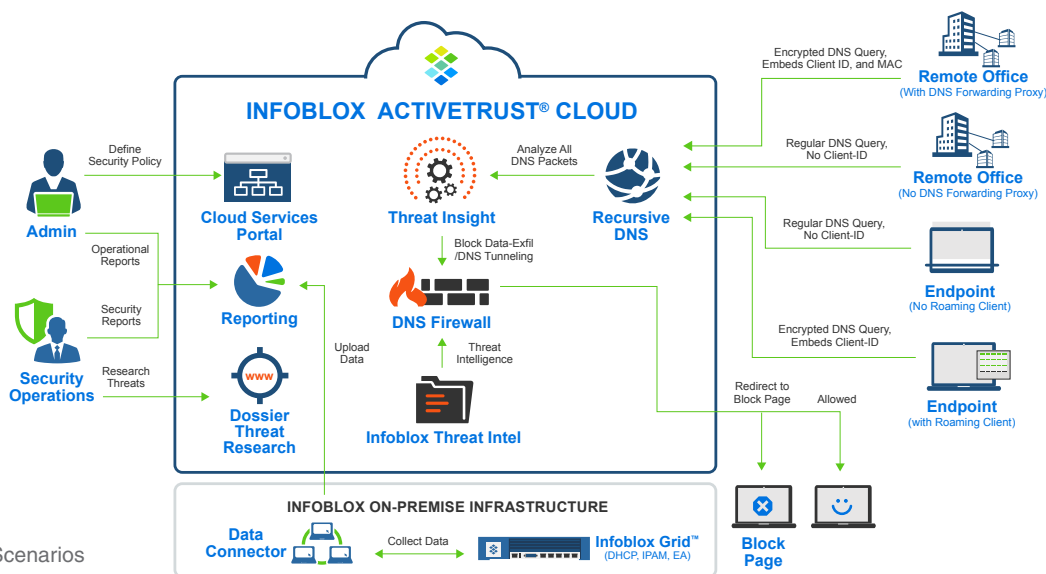 INFOBLOX ACTIVETRUST® CLOUD
Define
Security Policy
Admin
Operational
Reports
Security
Reports
Security
Operations
Research
Threats
Cloud Services
Portal
Reporting
WWW
Dossier
Threat
Research
Upload
Data
Analyze All
DNS Packets
Threat Insight
Recursive
DNS
Block Data-Exfil
/DNS Tunneling
DNS Firewall
Threat
Intelligence
Infoblox Threat Intel
Encrypted DNS Query,
Embeds Client ID, and MAC
Remote Office
(With DNS Forwarding Proxy)
Regular DNS Query,
No Client-ID
Remote Office
(No DNS Forwarding Proxy)
Regular DNS Query,
No Client-ID
Endpoint
(No Roaming Client)
Encrypted DNS Query,
Embeds Client-ID
Endpoint
(with Roaming Client)
Redirect to
Block Page
Allowed
Block
Page
INFOBLOX ON-PREMISE INFRASTRUCTURE
Data
Connector
Collect Data
Infoblox Grid™
(DHCP, IPAM, EA)
Scenarios